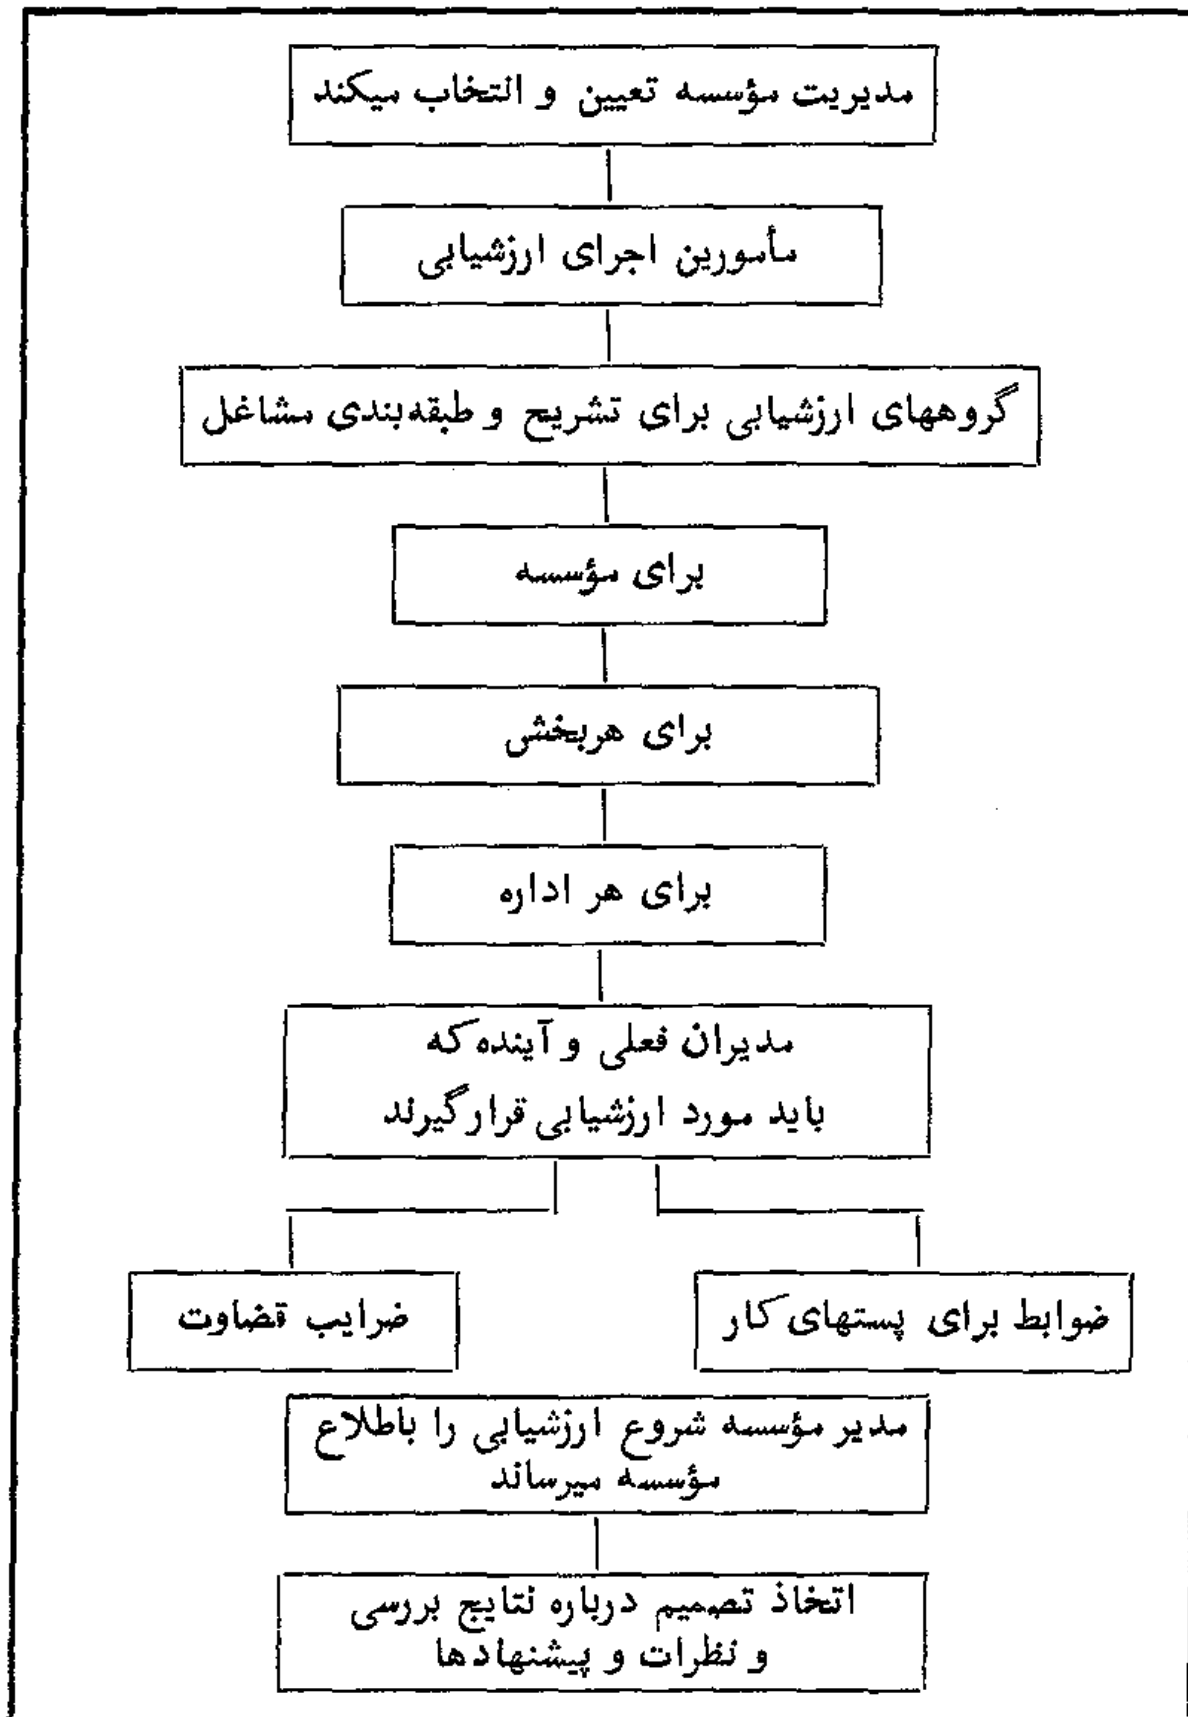 مدیریت مؤسسه تعیین و انتخاب میکند
مأمورین اجرای ارزشیابی
گروههای ارزشیابی برای تشریح و طبقه‌بندی مشاغل
برای مؤسسه
برای هربخش
برای هر اداره
مدیران فعلی و آینده که
باید مورد ارزشیابی قرارگیرند
ضوابط برای پستهای کار
ضرایب قضاوت
مدیر مؤسسه شروع ارزشیابی را باطلاع
مؤسسه میرساند
اتخاذ تصمیم درباره نتایج بررسی
و نظرات و پیشنهادها